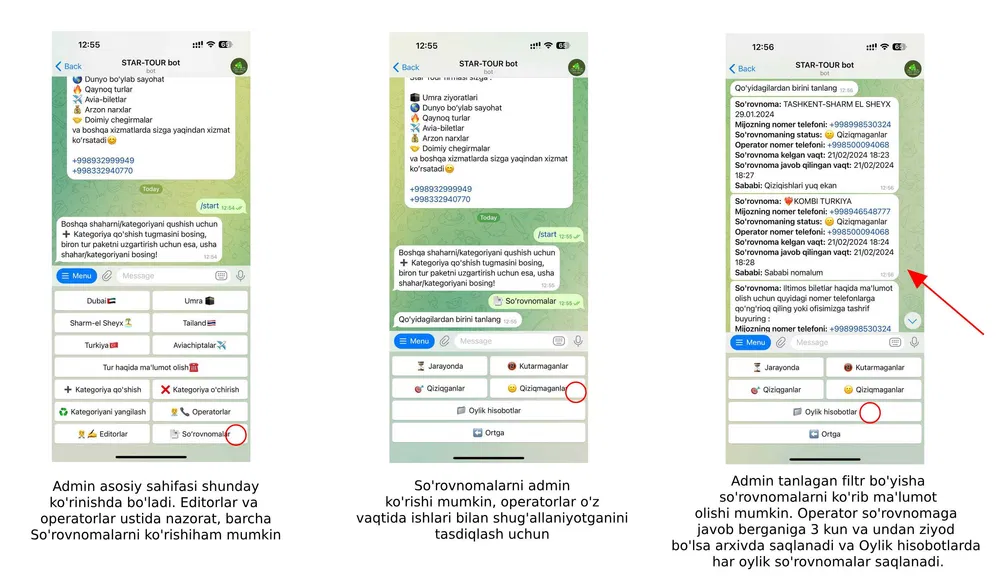 12:55
Back
STAR-TOUR bot
bot
Dunyo bo'ylab sayohat
Qaynoq turlar
Avia-biletlar
Arzon narxlar
Doimiy chegirmalar
va boshqa xizmatlarda sizga yaqindan xizmat
ko'rsatadi
+998932999949
+998332940770
Today
/start 12:54
Boshqa shaharni/kategoriyani qushish uchun
+ Kategoriya qo'shish tugmasini bosing,
biron tur paketni uzgartirish uchun esa, usha
shahar/kategoriyani bosing!
12:54
Menu
Message
Dubai
Umra
Sharm-el Sheyx
Tailand
Turkiya
Aviachiptalar
Tur haqida ma'lumot olish
+ Kategoriya qo'shish
Kategoriya o'chirish
Kategoriyani yangilash
Operatorlar
Editorlar
So'rovnomalar
Admin asosiy sahifasi shunday
ko'rinishda bo'ladi. Editorlar va
operatorlar ustida nazorat, barcha
So'rovnomalarni ko'rishiham mumkin
12:55
Back
STAR-TOUR bot
bot
Umra ziyoratlari
Dunyo bo'ylab sayohat
Qaynoq turlar
Avia-biletlar
Arzon narxlar
Doimiy chegirmalar
va boshqa xizmatlarda sizga yaqindan xizmat
ko'rsatadi
+998932999949
+998332940770
Today
/start 12:55
Boshqa shaharni/kategoriyani qushish uchun
+ Kategoriya qo'shish tugmasini bosing,
biron tur paketni uzgartirish uchun esa, usha
shahar/kategoriyani bosing!
12:55
So'rovnomalar 12:55
Qo'yidagilardan birini tanlang 12:55
Menu
Message
Jarayonda
Kutarmaganlar
Qiziqganlar
Qiziqmaganlar
Oylik hisobotlar
Ortga
So'rovnomalarni admin
ko'rishi mumkin, operatorlar o'z
vaqtida ishlari bilan shug'allaniyotganini
tasdiqlash uchun
12:56
Back
STAR-TOUR bot
bot
Qo'yidagilardan birini tanlang 12:55
So'rovnoma: TASHKENT-SHARM EL SHEYX
29.01.2024
Mijozning nomer telefoni: +998998530324
So'rovnomaning status: Qiziqmaganlar
Operator nomer telefoni: +998500094068
So'rovnoma kelgan vaqt: 21/02/2024 18:23
So'rovnoma javob qilingan vaqt: 21/02/2024
18:27
Sababi: Qiziqishlari yuq ekan 12:56
So'rovnoma: KOMBI TURKIYA
Mijozning nomer telefoni: +998946548777
So'rovnomaning status: Qiziqmaganlar
Operator nomer telefoni: +998500094068
So'rovnoma kelgan vaqt: 21/02/2024 18:24
So'rovnoma javob qilingan vaqt: 21/02/2024
18:28
Sababi: Sababi nomalum 12:56
So'rovnoma: Iltimos biletlar haqida ma'lumot
olish uchun quyidagi nomer telefonlarga
qo'ng'rioq qiling yoki ofisimizga tashrif
buyuring :
Mijozning nomer telefoni: +998998530324
Menu
Message
Jarayonda
Kutarmaganlar
Qiziqganlar
Qiziqmaganlar
Oylik hisobotlar
Ortga
Admin tanlagan filtr bo'yisha
so'rovnomalarni ko'rib ma'lumot
olishi mumkin. Operator so'rovnomaga
javob berganiga 3 kun va undan ziyod
bo'lsa arxivda saqlanadi va Oylik hisobotlarda
har oylik so'rovnomalar saqlanadi.